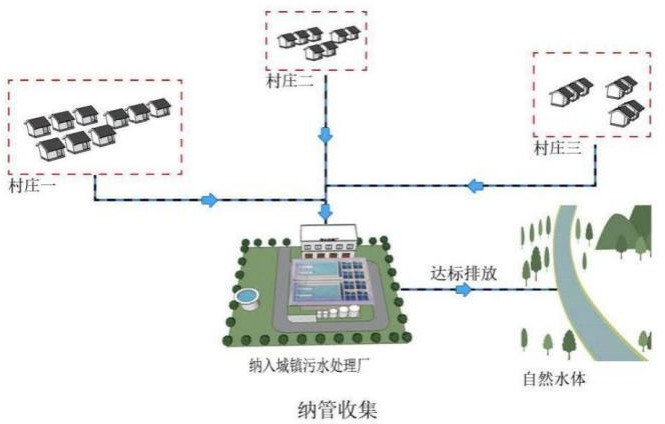 村庄二
村庄一
村庄三
达标排放
纳入城镇污水处理厂
自然水体
纳管收集